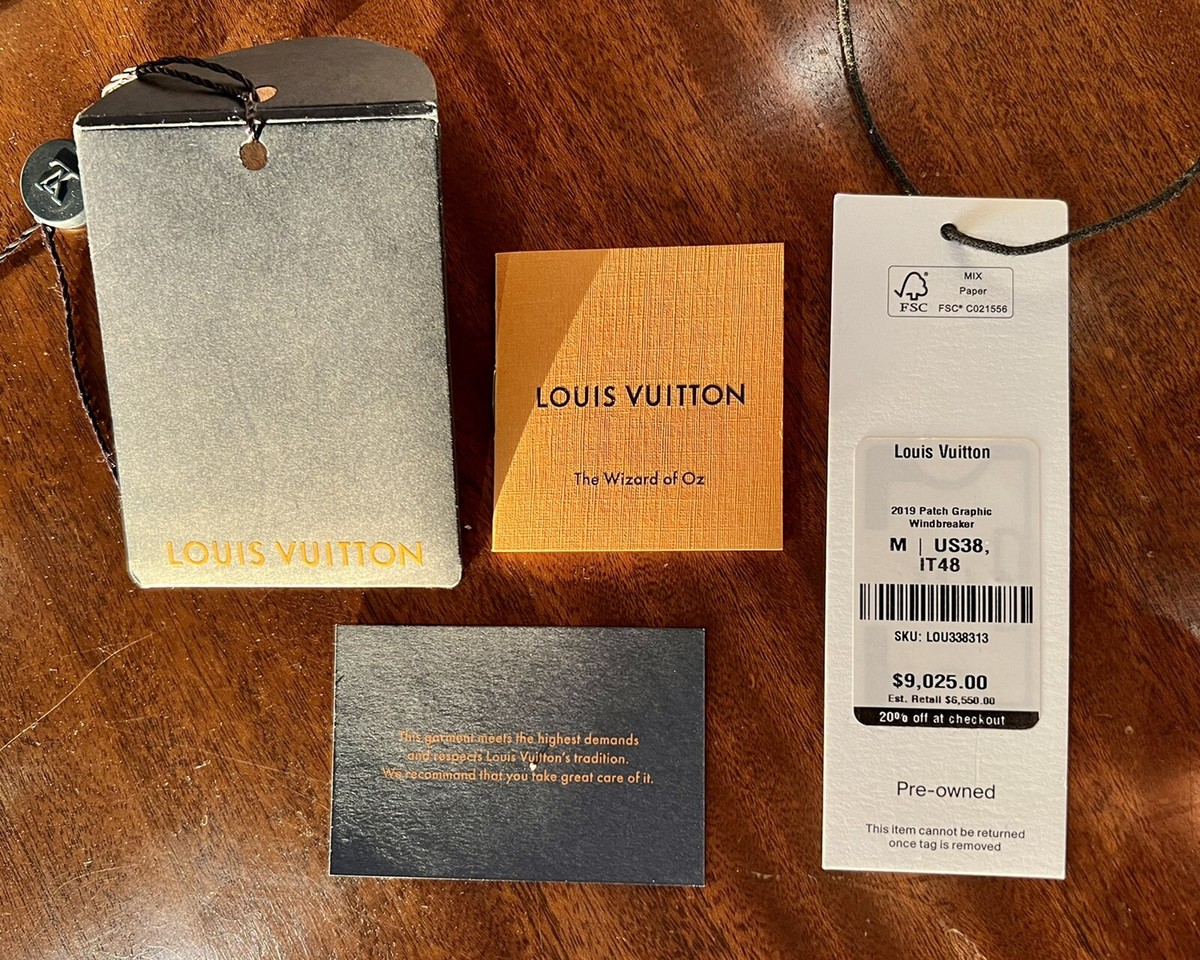 LOUIS VUITTON
LOUIS VUITTON
The Wizard of Oz
This garment meets the highest demands
and respects Louis Vuitton's tradition.
We recommand that you take great care of it.
FSC®
MIX
Paper
FSC® C021556
Louis Vuitton
2019 Patch Graphic
Windbreaker
M | US38,
IT48
SKU: LOU338313
$9,025.00
Est. Retail $6,550.00
20% off at checkout
Pre-owned
This item cannot be returned
once tag is removed